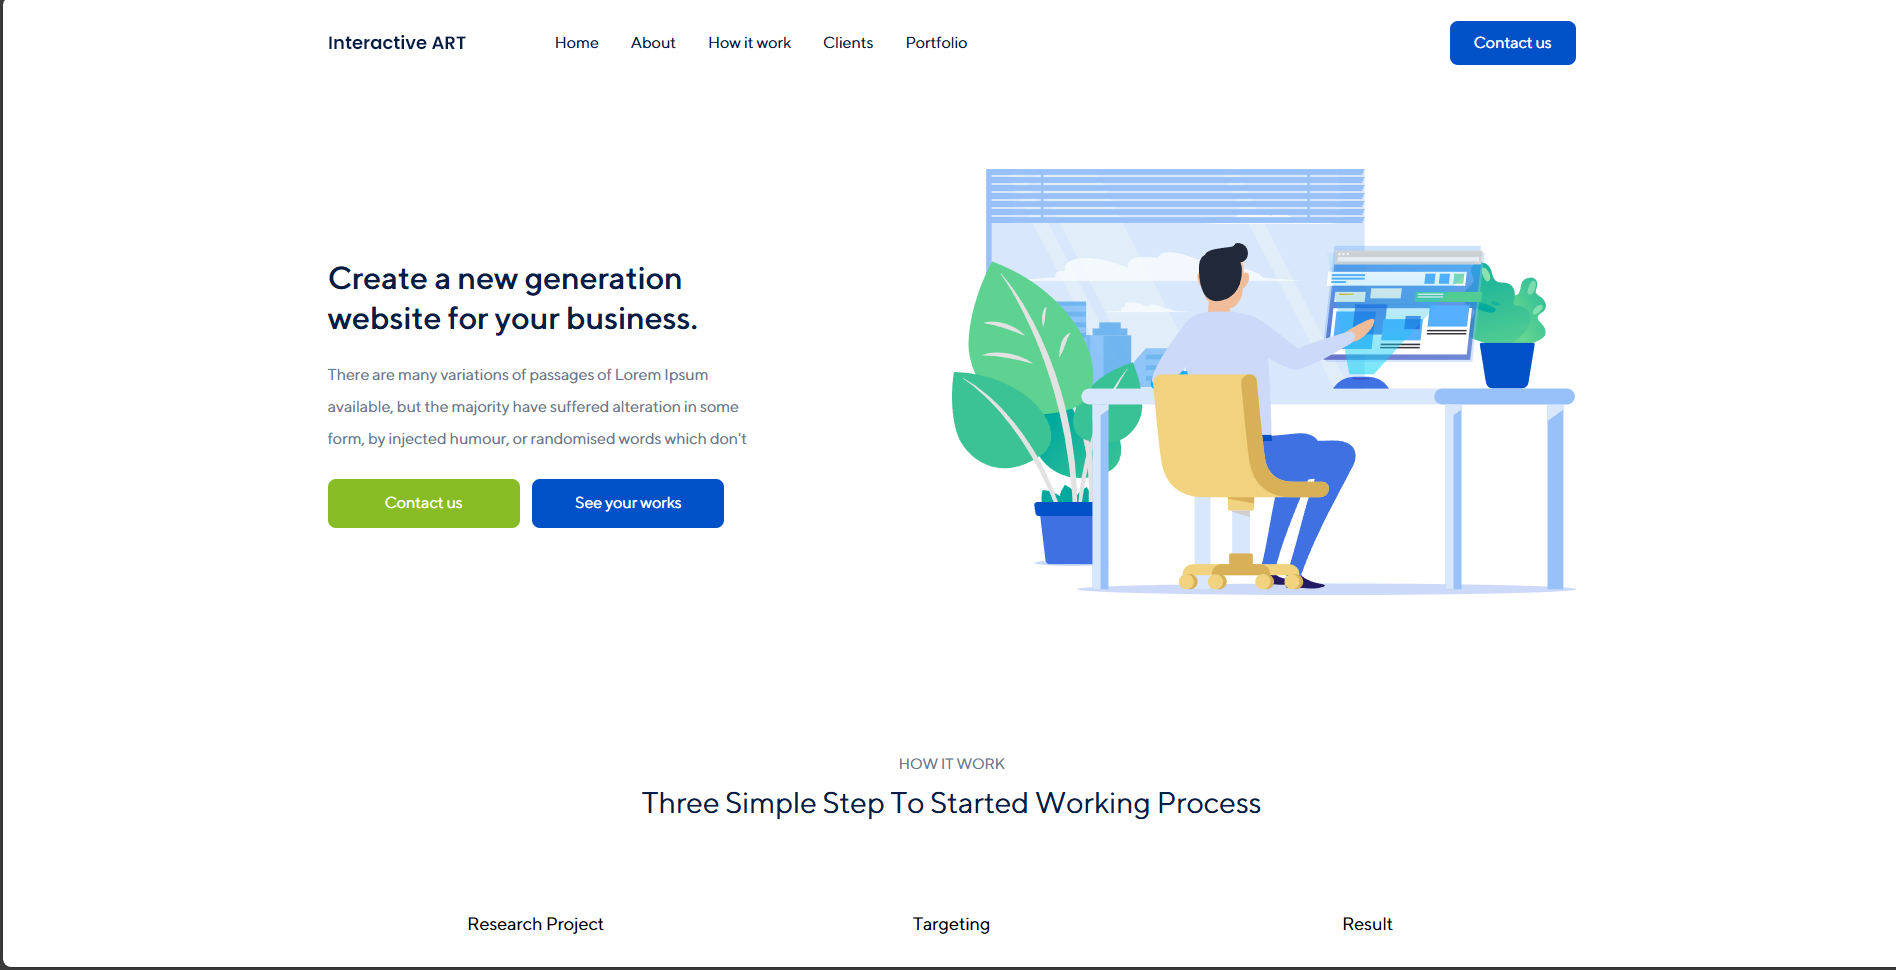 Interactive ART
Home
About
How it work
Clients
Portfolio
Contact us
Create a new generation
website for your business.
There are many variations of passages of Lorem Ipsum
available, but the majority have suffered alteration in some
form, by injected humour, or randomised words which don't
Contact us
See your works
HOW IT WORK
Three Simple Step To Started Working Process
Research Project
Targeting
Result